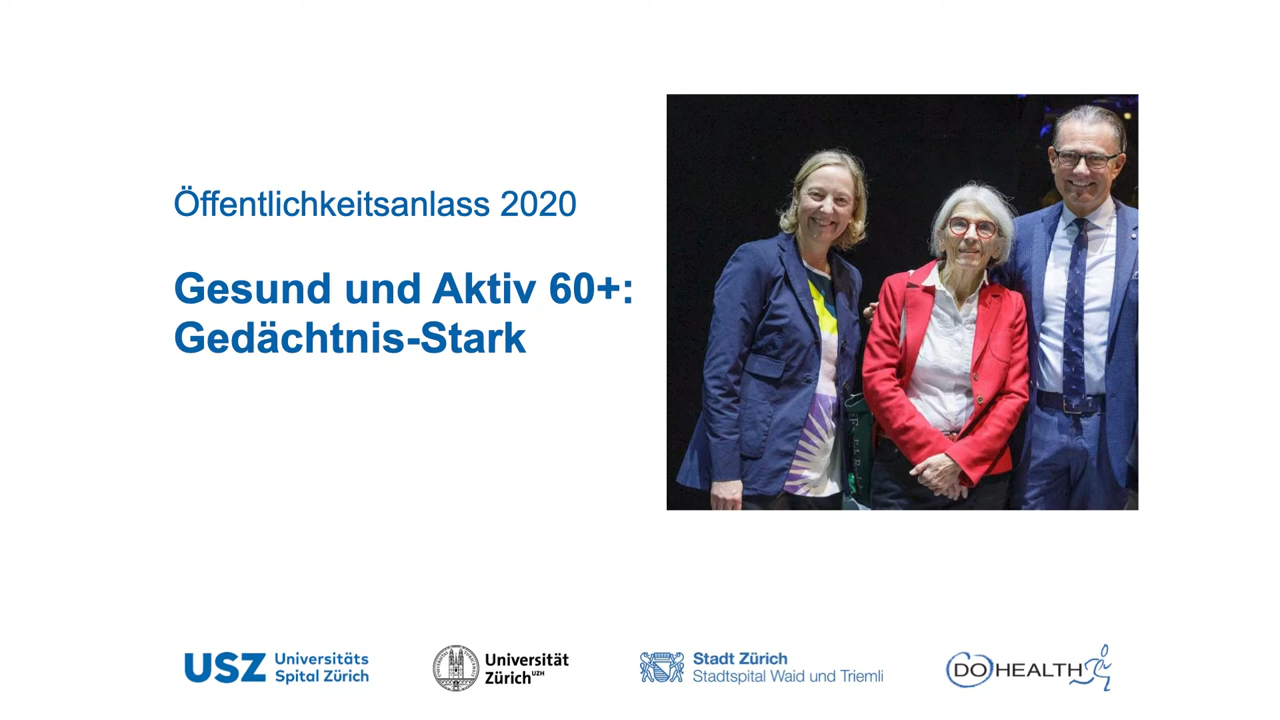 Öffentlichkeitsanlass 2020
Gesund und Aktiv 60+:
Gedächtnis-Stark
USZ Universitäts
Spital Zürich
Universität
Zürich UZH
Stadt Zürich
Stadtspital Waid und Triemli
DO HEALTH